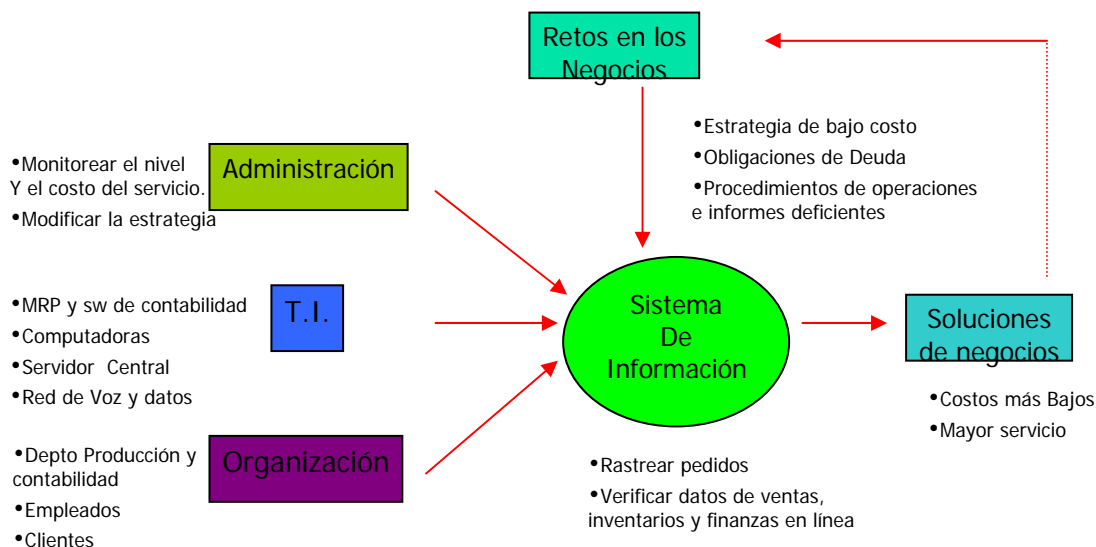 Retos en los
Negocios
•Estrategia de bajo costo
•Obligaciones de Deuda
•Procedimientos de operaciones
e informes deficientes
•Monitorear el nivel
Y el costo del servicio.
•Modificar la estrategia
Administración
•MRP y sw de contabilidad
•Computadoras
•Servidor Central
•Red de Voz y datos
T.I.
Sistema
De
Información
Soluciones
de negocios
•Costos más Bajos
•Mayor servicio
•Depto Producción y
contabilidad
•Empleados
•Clientes
Organización
•Rastrear pedidos
•Verificar datos de ventas,
inventarios y finanzas en línea